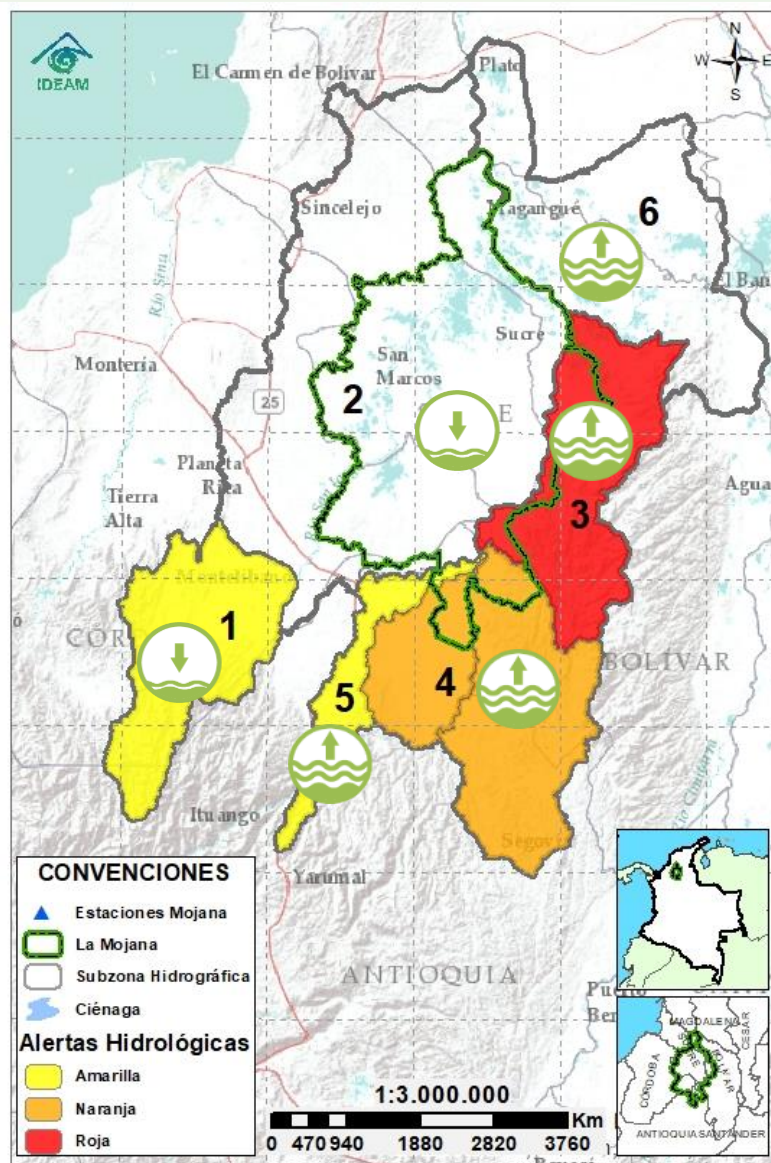 IDEAM
N
W E
S
El Carmen de Bolívar
Plato
Sincelejo
Magangué
6
Río Sinú
El Ban
Sucre
Montería
San
Marcos
2
25
E
Planeta
Rica
Agua
Tierra
Alta
3
Montelíbano
1
CÓR
BOLÍVAR
4
5
Ituango
Segovi
Yarumal
ANTIOQUIA
Puerto
Ber
CONVENCIONES
Estaciones Mojana
La Mojana
Subzona Hidrográfica
Ciénaga
Alertas Hidrológicas
Amarilla
Naranja
Roja
1:3.000.000
Km
0 470 940 1880 2820 3760
MAGDALENA
CESAR
SUCRE
BOLÍVAR
CÓRDOBA
ANTIOQUIA
SANTANDER